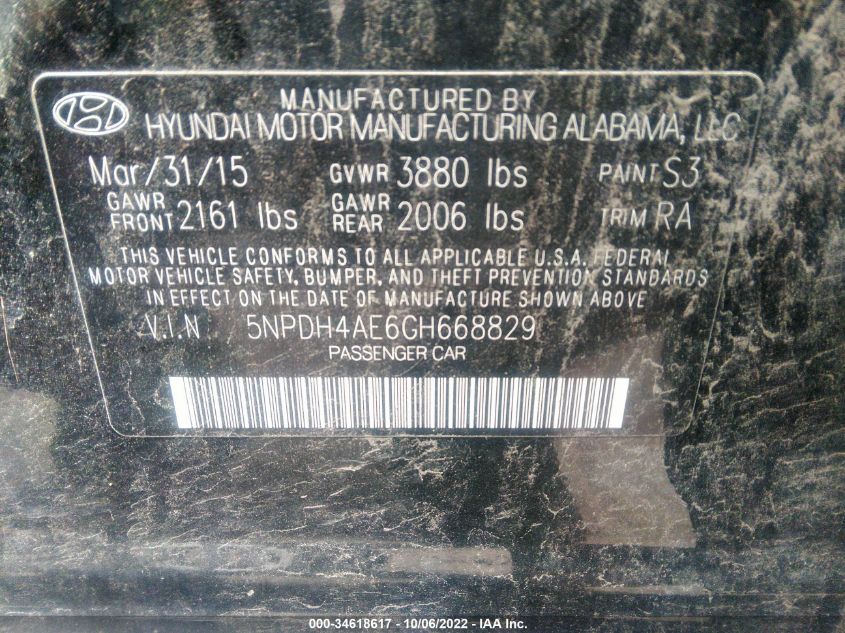 MANUFACTURED BY
HYUNDAI MOTOR MANUFACTURING ALABAMA, LLC
Mar/31/15 GVWR 3880 lbs PAINT S3
GAWR FRONT 2161 lbs GAWR REAR 2006 lbs TRIM RA
THIS VEHICLE CONFORMS TO ALL APPLICABLE U.S.A. FEDERAL
MOTOR VEHICLE SAFETY, BUMPER, AND THEFT PREVENTION STANDARDS
IN EFFECT ON THE DATE OF MANUFACTURE SHOWN ABOVE
V.I.N 5NPDH4AE6GH668829
PASSENGER CAR
000-34618617 - 10/06/2022 - IAA Inc.